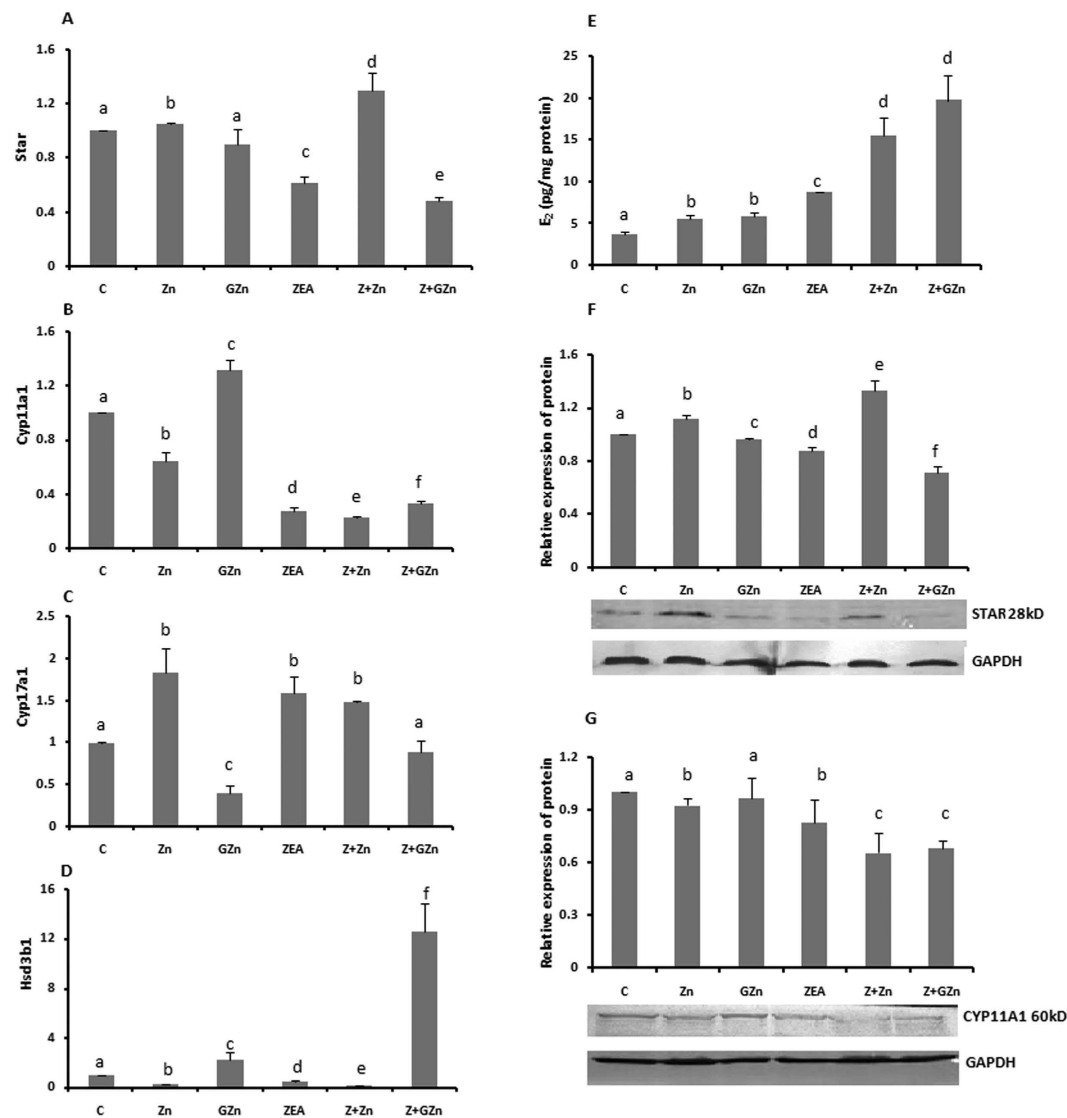 A
Star
1.6
1.2
0.8
0.4
0
a
b
a
c
d
e
C Zn GZn ZEA Z+Zn Z+GZn
B
Cyp11a1
1.6
1.2
0.8
0.4
0
a
b
c
d
e
f
C Zn GZn ZEA Z+Zn Z+GZn
C
Cyp17a1
2.5
2
1.5
1
0.5
0
a
b
c
b
b
a
C Zn GZn ZEA Z+Zn Z+GZn
D
Hsd3b1
16
12
8
4
0
a
b
c
d
e
f
C Zn GZn ZEA Z+Zn Z+GZn
E
E₂ (pg/mg protein)
25
20
15
10
5
0
a
b
b
c
d
d
C Zn GZn ZEA Z+Zn Z+GZn
F
Relative expression of protein
1.6
1.2
0.8
0.4
0
a
b
c
d
e
f
C Zn GZn ZEA Z+Zn Z+GZn
STAR28kD
GAPDH
G
Relative expression of protein
1.2
0.9
0.6
0.3
0
a
b
a
b
c
c
C Zn GZn ZEA Z+Zn Z+GZn
CYP11A1 60kD
GAPDH